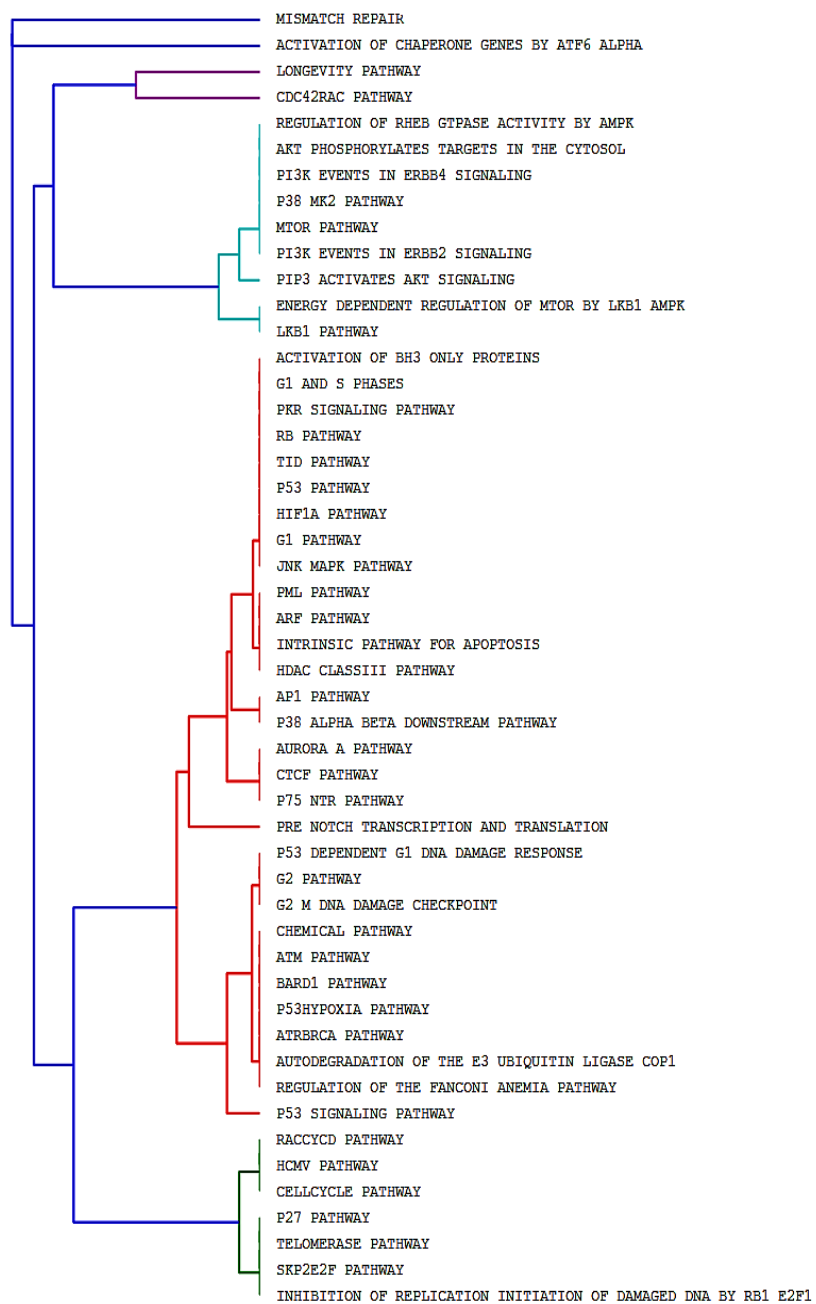 MISMATCH REPAIR
ACTIVATION OF CHAPERONE GENES BY ATF6 ALPHA
LONGEVITY PATHWAY
CDC42RAC PATHWAY
REGULATION OF RHEB GTPASE ACTIVITY BY AMPK
AKT PHOSPHORYLATES TARGETS IN THE CYTOSOL
PI3K EVENTS IN ERBB4 SIGNALING
P38 MK2 PATHWAY
MTOR PATHWAY
PI3K EVENTS IN ERBB2 SIGNALING
PIP3 ACTIVATES AKT SIGNALING
ENERGY DEPENDENT REGULATION OF MTOR BY LKB1 AMPK
LKB1 PATHWAY
ACTIVATION OF BH3 ONLY PROTEINS
G1 AND S PHASES
PKR SIGNALING PATHWAY
RB PATHWAY
TID PATHWAY
P53 PATHWAY
HIF1A PATHWAY
G1 PATHWAY
JNK MAPK PATHWAY
PML PATHWAY
ARF PATHWAY
INTRINSIC PATHWAY FOR APOPTOSIS
HDAC CLASSIII PATHWAY
AP1 PATHWAY
P38 ALPHA BETA DOWNSTREAM PATHWAY
AURORA A PATHWAY
CTCF PATHWAY
P75 NTR PATHWAY
PRE NOTCH TRANSCRIPTION AND TRANSLATION
P53 DEPENDENT G1 DNA DAMAGE RESPONSE
G2 PATHWAY
G2 M DNA DAMAGE CHECKPOINT
CHEMICAL PATHWAY
ATM PATHWAY
BARD1 PATHWAY
P53HYPOXIA PATHWAY
ATRBRCA PATHWAY
AUTODEGRADATION OF THE E3 UBIQUITIN LIGASE COP1
REGULATION OF THE FANCONI ANEMIA PATHWAY
P53 SIGNALING PATHWAY
RACCYCD PATHWAY
HCMV PATHWAY
CELLCYCLE PATHWAY
P27 PATHWAY
TELOMERASE PATHWAY
SKP2E2F PATHWAY
INHIBITION OF REPLICATION INITIATION OF DAMAGED DNA BY RB1 E2F1